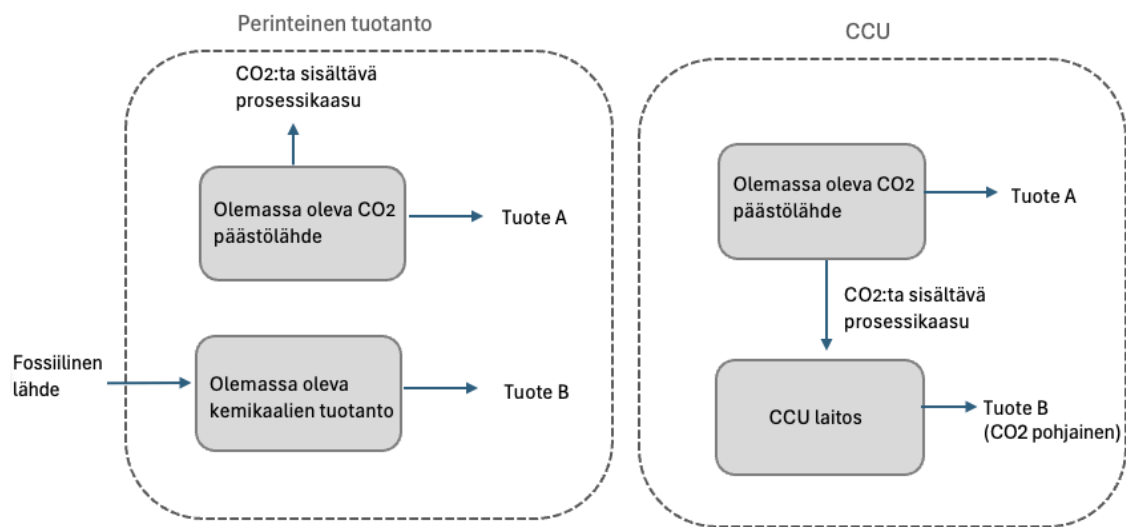 Perinteinen tuotanto
CO2:ta sisältävä
prosessikaasu
Olemassa oleva CO2
päästölähde
Tuote A
Fossiilinen
lähde
Olemassa oleva
kemikaalien tuotanto
Tuote B
CCU
Olemassa oleva CO2
päästölähde
Tuote A
CO2:ta sisältävä
prosessikaasu
CCU laitos
Tuote B
(CO2 pohjainen)